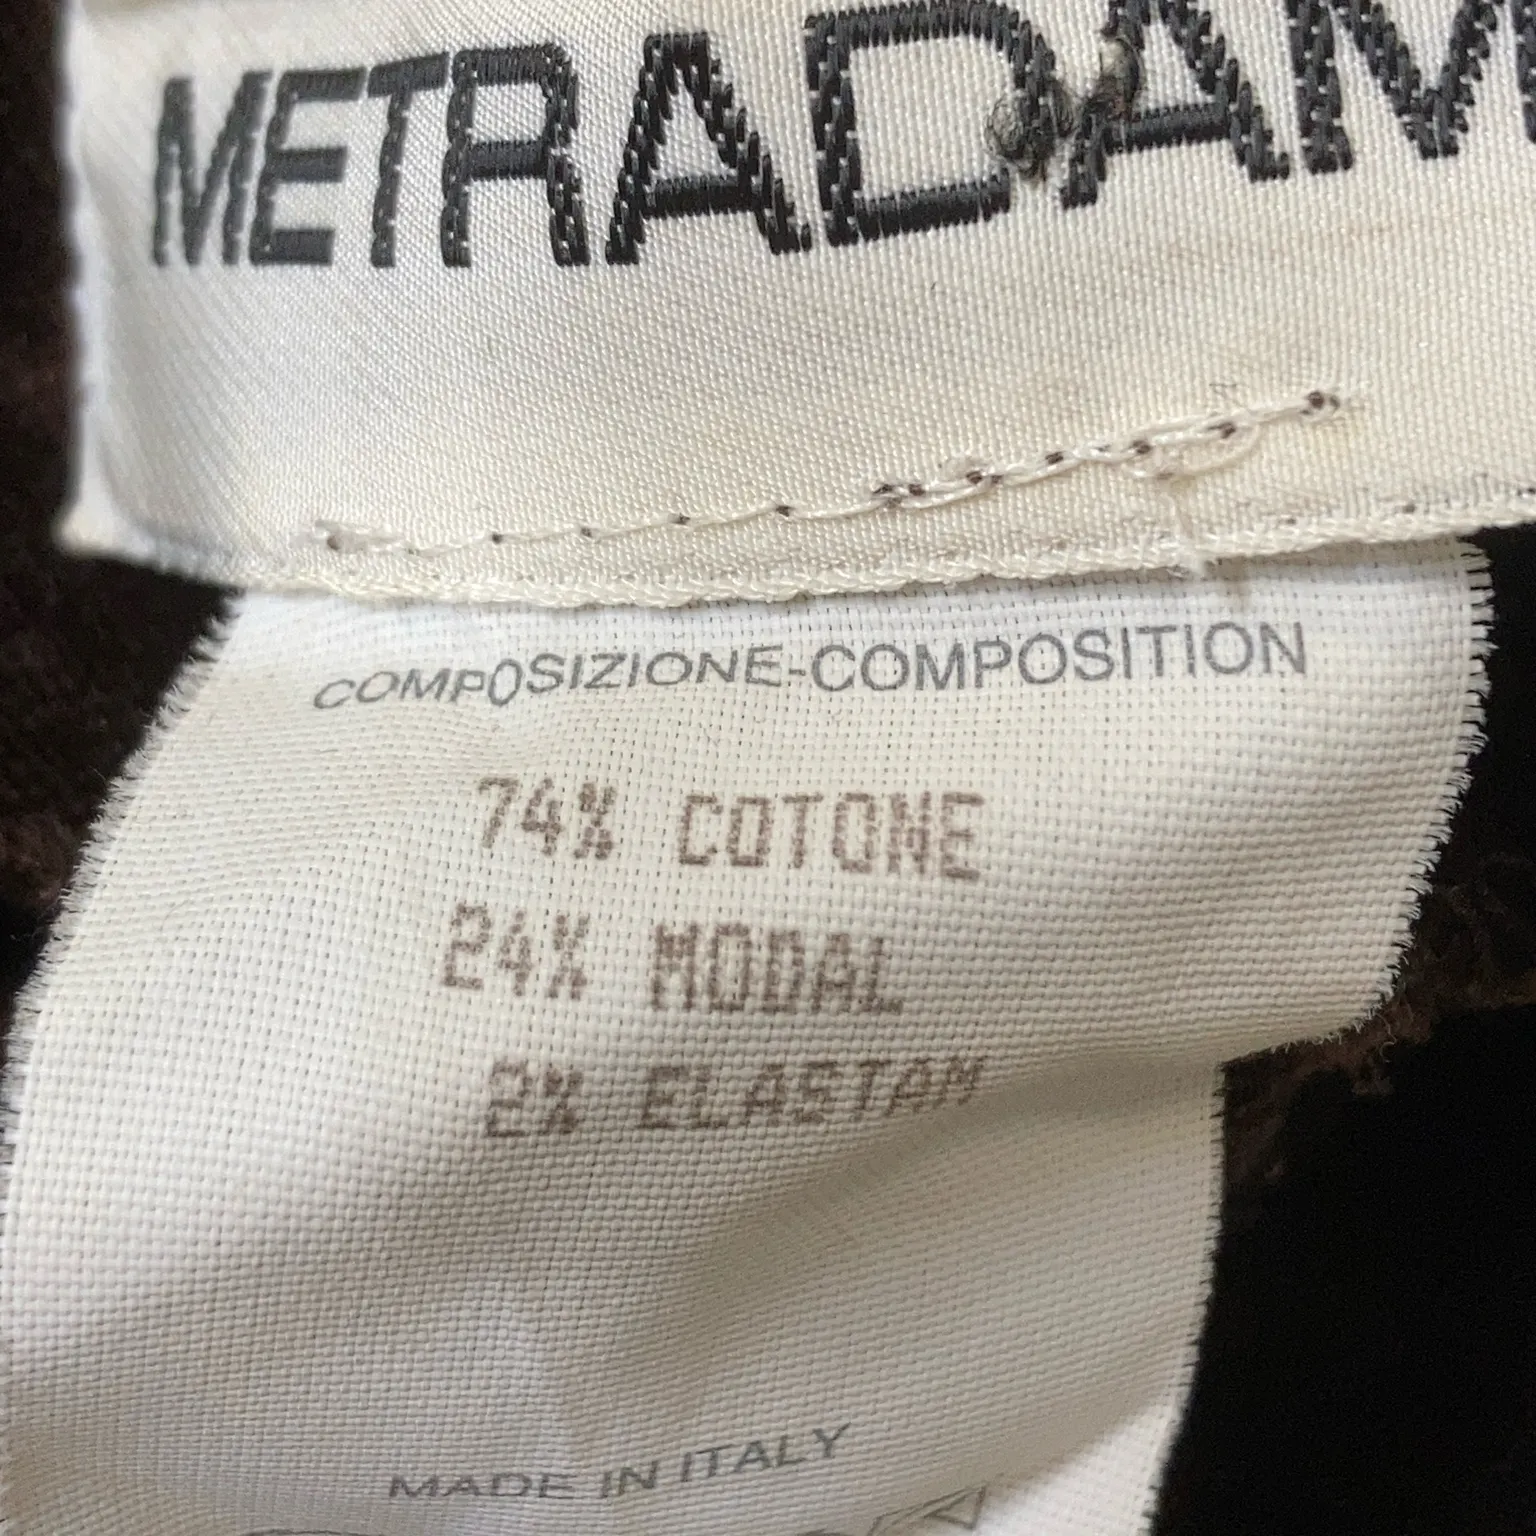 METRADAM
COMPOSIZIONE-COMPOSITION
74% COTONE
24% MODAL
2% ELASTAN
MADE IN ITALY